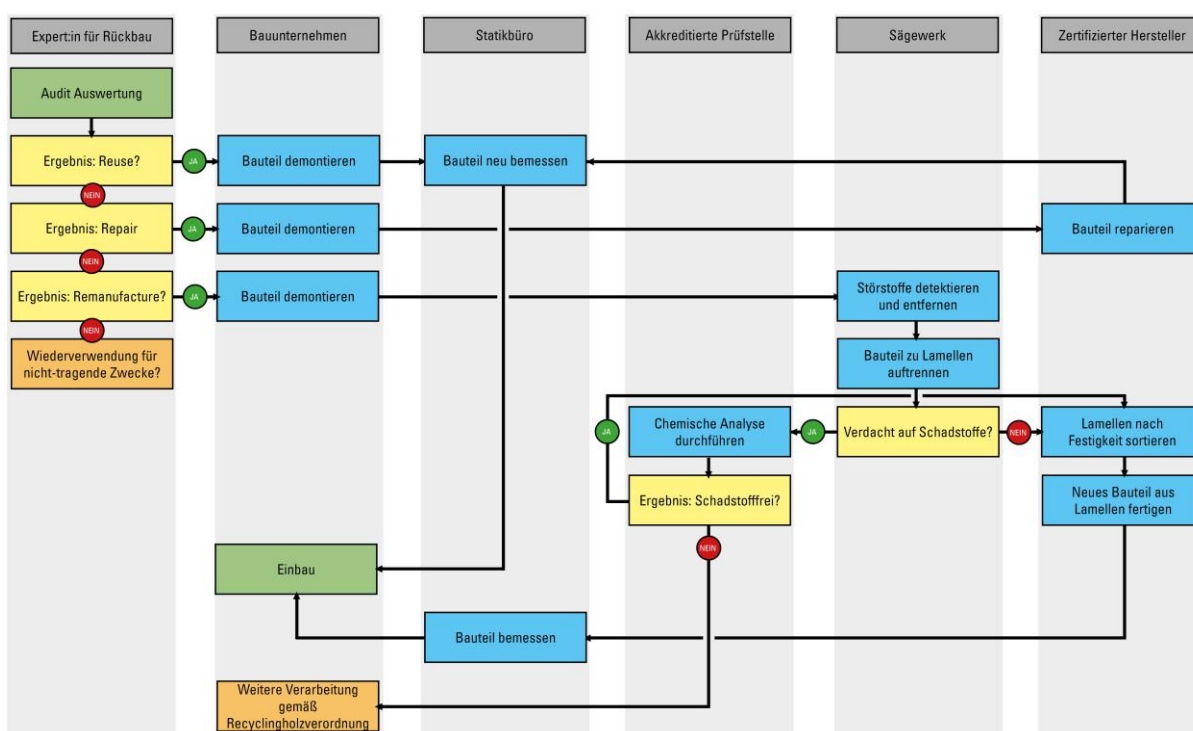 Expert:in für Rückbau
Bauunternehmen
Statikbüro
Akkreditierte Prüfstelle
Sägewerk
Zertifizierter Hersteller
Audit Auswertung
Ergebnis: Reuse?
JA
Bauteil demontieren
Bauteil neu bemessen
NEIN
Ergebnis: Repair
JA
Bauteil demontieren
Bauteil reparieren
NEIN
Ergebnis: Remanufacture?
JA
Bauteil demontieren
Störstoffe detektieren
und entfernen
NEIN
Wiederverwendung für
nicht-tragende Zwecke?
Bauteil zu Lamellen
auftrennen
JA
Chemische Analyse
durchführen
JA
Verdacht auf Schadstoffe?
NEIN
Lamellen nach
Festigkeit sortieren
Ergebnis: Schadstofffrei?
Neues Bauteil aus
Lamellen fertigen
NEIN
Einbau
Bauteil bemessen
Weitere Verarbeitung
gemäß
Recyclingholzverordnung